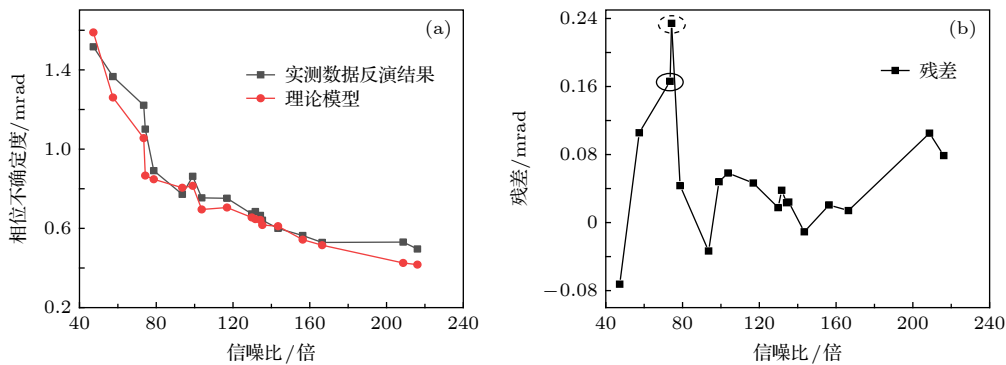 (a)
实测数据反演结果
理论模型
相位不确定度/mrad
1.4
1.0
0.6
0.2
40 80 120 160 200 240
信噪比/倍
(b)
残差
残差/mrad
0.24
0.16
0.08
0
−0.08
40 80 120 160 200 240
信噪比/倍